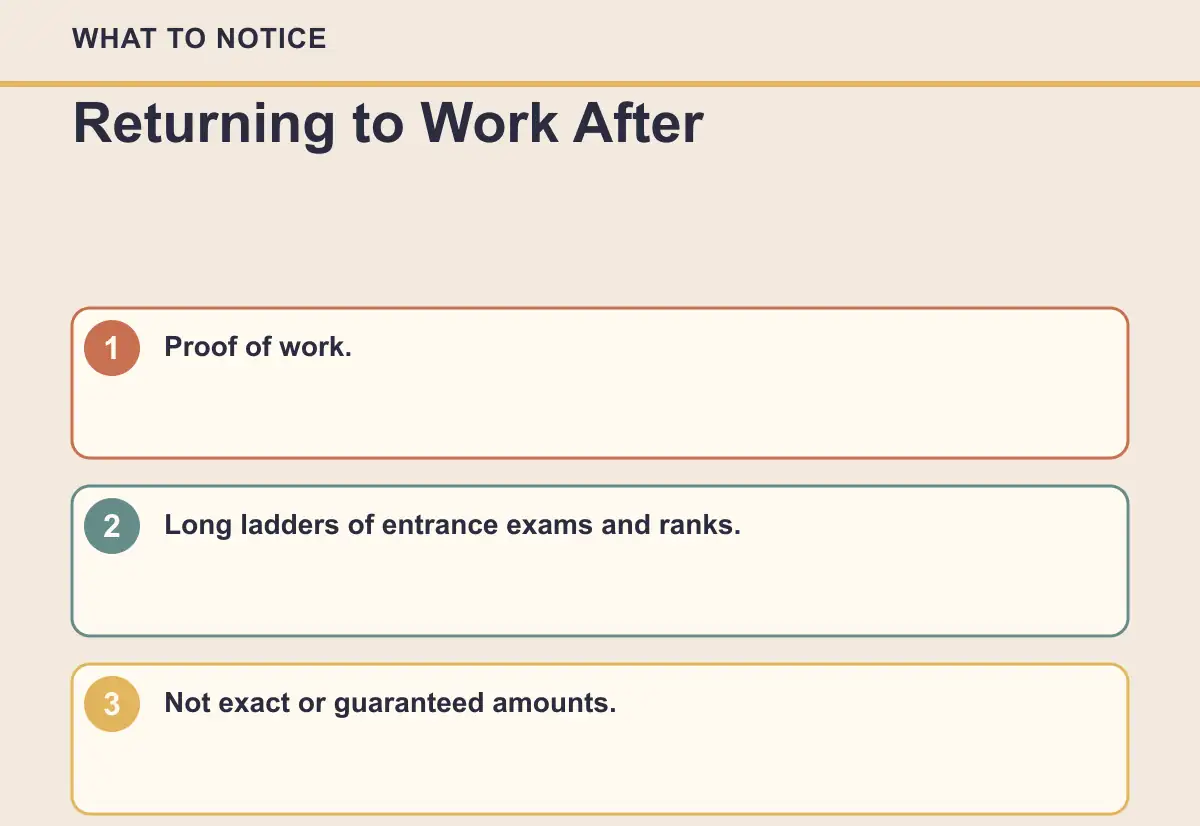 WHAT TO NOTICE
Returning to Work After
1
Proof of work.
2
Long ladders of entrance exams and ranks.
3
Not exact or guaranteed amounts.